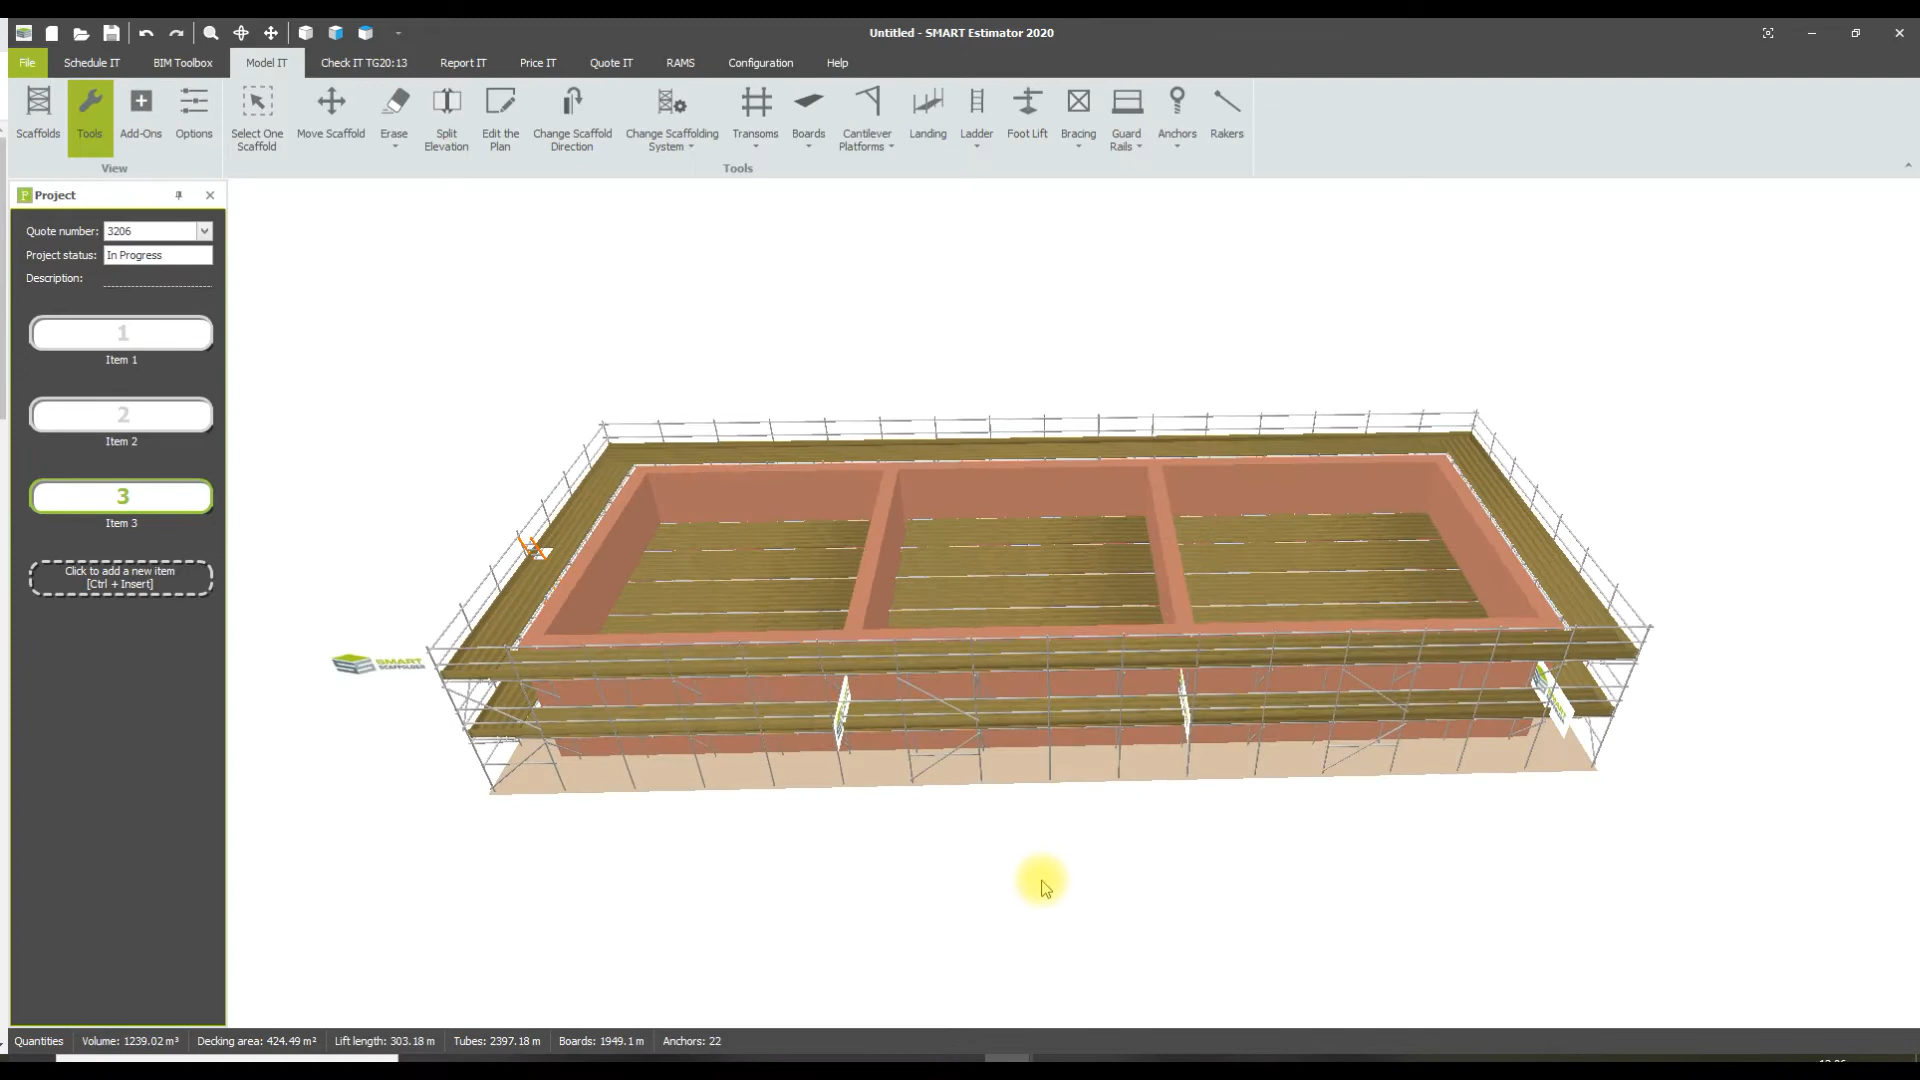 Untitled - SMART Estimator 2020
File
Schedule IT
BIM Toolbox
Model IT
Check IT TG20:13
Report IT
Price IT
Quote IT
RAMS
Configuration
Help
Scaffolds
Tools
Add-Ons
Options
Select One
Scaffold
Move Scaffold
Erase
Split
Elevation
Edit the
Plan
Change Scaffold
Direction
Change Scaffolding
System
Transoms
Boards
Cantilever
Platforms
Landing
Ladder
Foot Lift
Bracing
Guard
Rails
Anchors
Rakers
View
Tools
Project
Quote number: 3206
Project status: In Progress
Description:
1
Item 1
2
Item 2
3
Item 3
Click to add a new item
[Ctrl + Insert]
SMART
SCAFFOLDER
Quantities
Volume: 1239.02 m³
Decking area: 424.49 m²
Lift length: 303.18 m
Tubes: 2397.18 m
Boards: 1949.1 m
Anchors: 22